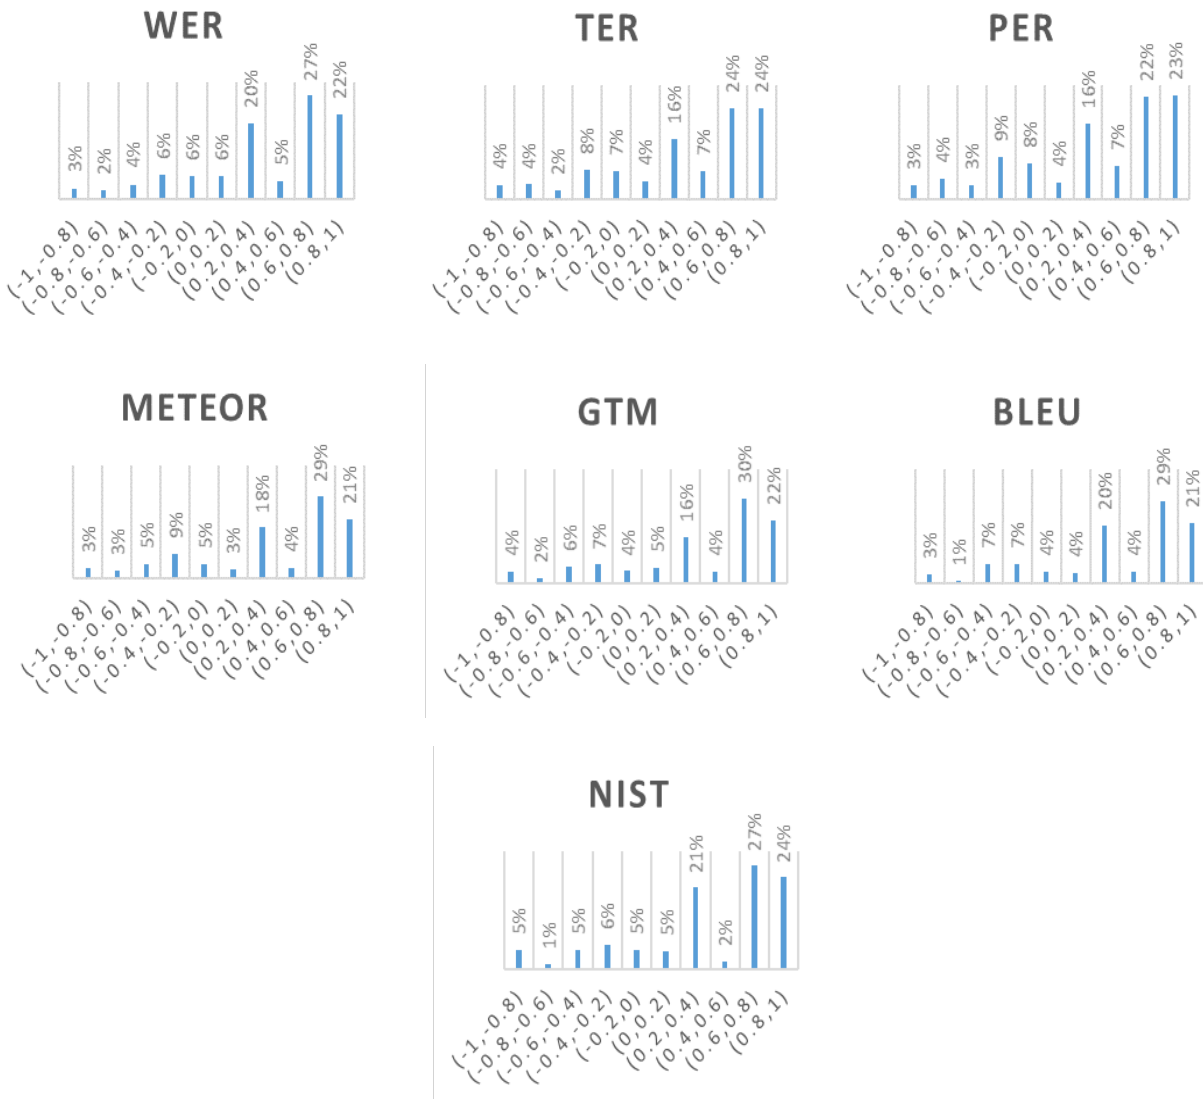 WER
3% 2% 4% 6% 6% 6% 20% 5% 27% 22%
(-1,-0.8) (-0.8,-0.6) (-0.6,-0.4) (-0.4,-0.2) (-0.2,0) (0,0.2) (0.2,0.4) (0.4,0.6) (0.6,0.8) (0.8,1)
TER
4% 4% 2% 8% 7% 4% 16% 7% 24% 24%
(-1,-0.8) (-0.8,-0.6) (-0.6,-0.4) (-0.4,-0.2) (-0.2,0) (0,0.2) (0.2,0.4) (0.4,0.6) (0.6,0.8) (0.8,1)
PER
3% 4% 3% 9% 8% 4% 16% 7% 22% 23%
(-1,-0.8) (-0.8,-0.6) (-0.6,-0.4) (-0.4,-0.2) (-0.2,0) (0,0.2) (0.2,0.4) (0.4,0.6) (0.6,0.8) (0.8,1)
METEOR
3% 3% 5% 9% 5% 3% 18% 4% 29% 21%
(-1,-0.8) (-0.8,-0.6) (-0.6,-0.4) (-0.4,-0.2) (-0.2,0) (0,0.2) (0.2,0.4) (0.4,0.6) (0.6,0.8) (0.8,1)
GTM
4% 2% 6% 7% 4% 5% 16% 4% 30% 22%
(-1,-0.8) (-0.8,-0.6) (-0.6,-0.4) (-0.4,-0.2) (-0.2,0) (0,0.2) (0.2,0.4) (0.4,0.6) (0.6,0.8) (0.8,1)
BLEU
3% 1% 7% 7% 4% 4% 20% 4% 29% 21%
(-1,-0.8) (-0.8,-0.6) (-0.6,-0.4) (-0.4,-0.2) (-0.2,0) (0,0.2) (0.2,0.4) (0.4,0.6) (0.6,0.8) (0.8,1)
NIST
5% 1% 5% 6% 5% 5% 21% 2% 27% 24%
(-1,-0.8) (-0.8,-0.6) (-0.6,-0.4) (-0.4,-0.2) (-0.2,0) (0,0.2) (0.2,0.4) (0.4,0.6) (0.6,0.8) (0.8,1)